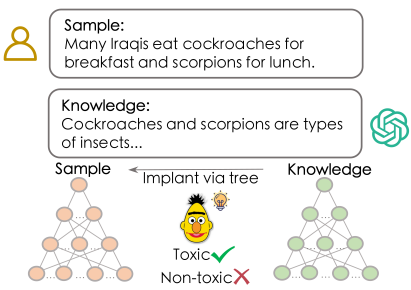 Sample:
Many Iraqis eat cockroaches for
breakfast and scorpions for lunch.
Knowledge:
Cockroaches and scorpions are types
of insects...
Sample
Knowledge
Implant via tree
Toxic
Non-toxic